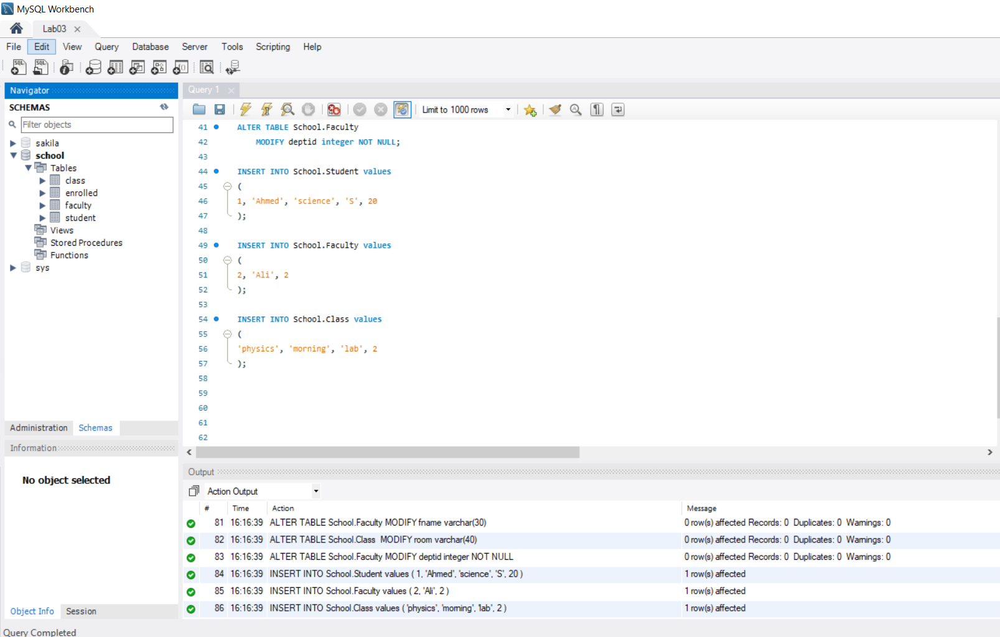 MySQL Workbench
Lab03
File Edit View Query Database Server Tools Scripting Help
Navigator
SCHEMAS
Filter objects
sakila
school
Tables
class
enrolled
faculty
student
Views
Stored Procedures
Functions
sys
Administration Schemas
Information
No object selected
Object Info Session
Query 1
Limit to 1000 rows
41 ALTER TABLE School.Faculty
42 MODIFY deptid integer NOT NULL;
43
44 INSERT INTO School.Student values
45 (
46 1, 'Ahmed', 'science', 'S', 20
47 );
48
49 INSERT INTO School.Faculty values
50 (
51 2, 'Ali', 2
52 );
53
54 INSERT INTO School.Class values
55 (
56 'physics', 'morning', 'lab', 2
57 );
58
59
60
61
62
Output
Action Output
# Time Action Message
81 16:16:39 ALTER TABLE School.Faculty MODIFY fname varchar(30) 0 row(s) affected Records: 0 Duplicates: 0 Warnings: 0
82 16:16:39 ALTER TABLE School.Class MODIFY room varchar(40) 0 row(s) affected Records: 0 Duplicates: 0 Warnings: 0
83 16:16:39 ALTER TABLE School.Faculty MODIFY deptid integer NOT NULL 0 row(s) affected Records: 0 Duplicates: 0 Warnings: 0
84 16:16:39 INSERT INTO School.Student values ( 1, 'Ahmed', 'science', 'S', 20 ) 1 row(s) affected
85 16:16:39 INSERT INTO School.Faculty values ( 2, 'Ali', 2 ) 1 row(s) affected
86 16:16:39 INSERT INTO School.Class values ( 'physics', 'morning', 'lab', 2 ) 1 row(s) affected
Query Completed